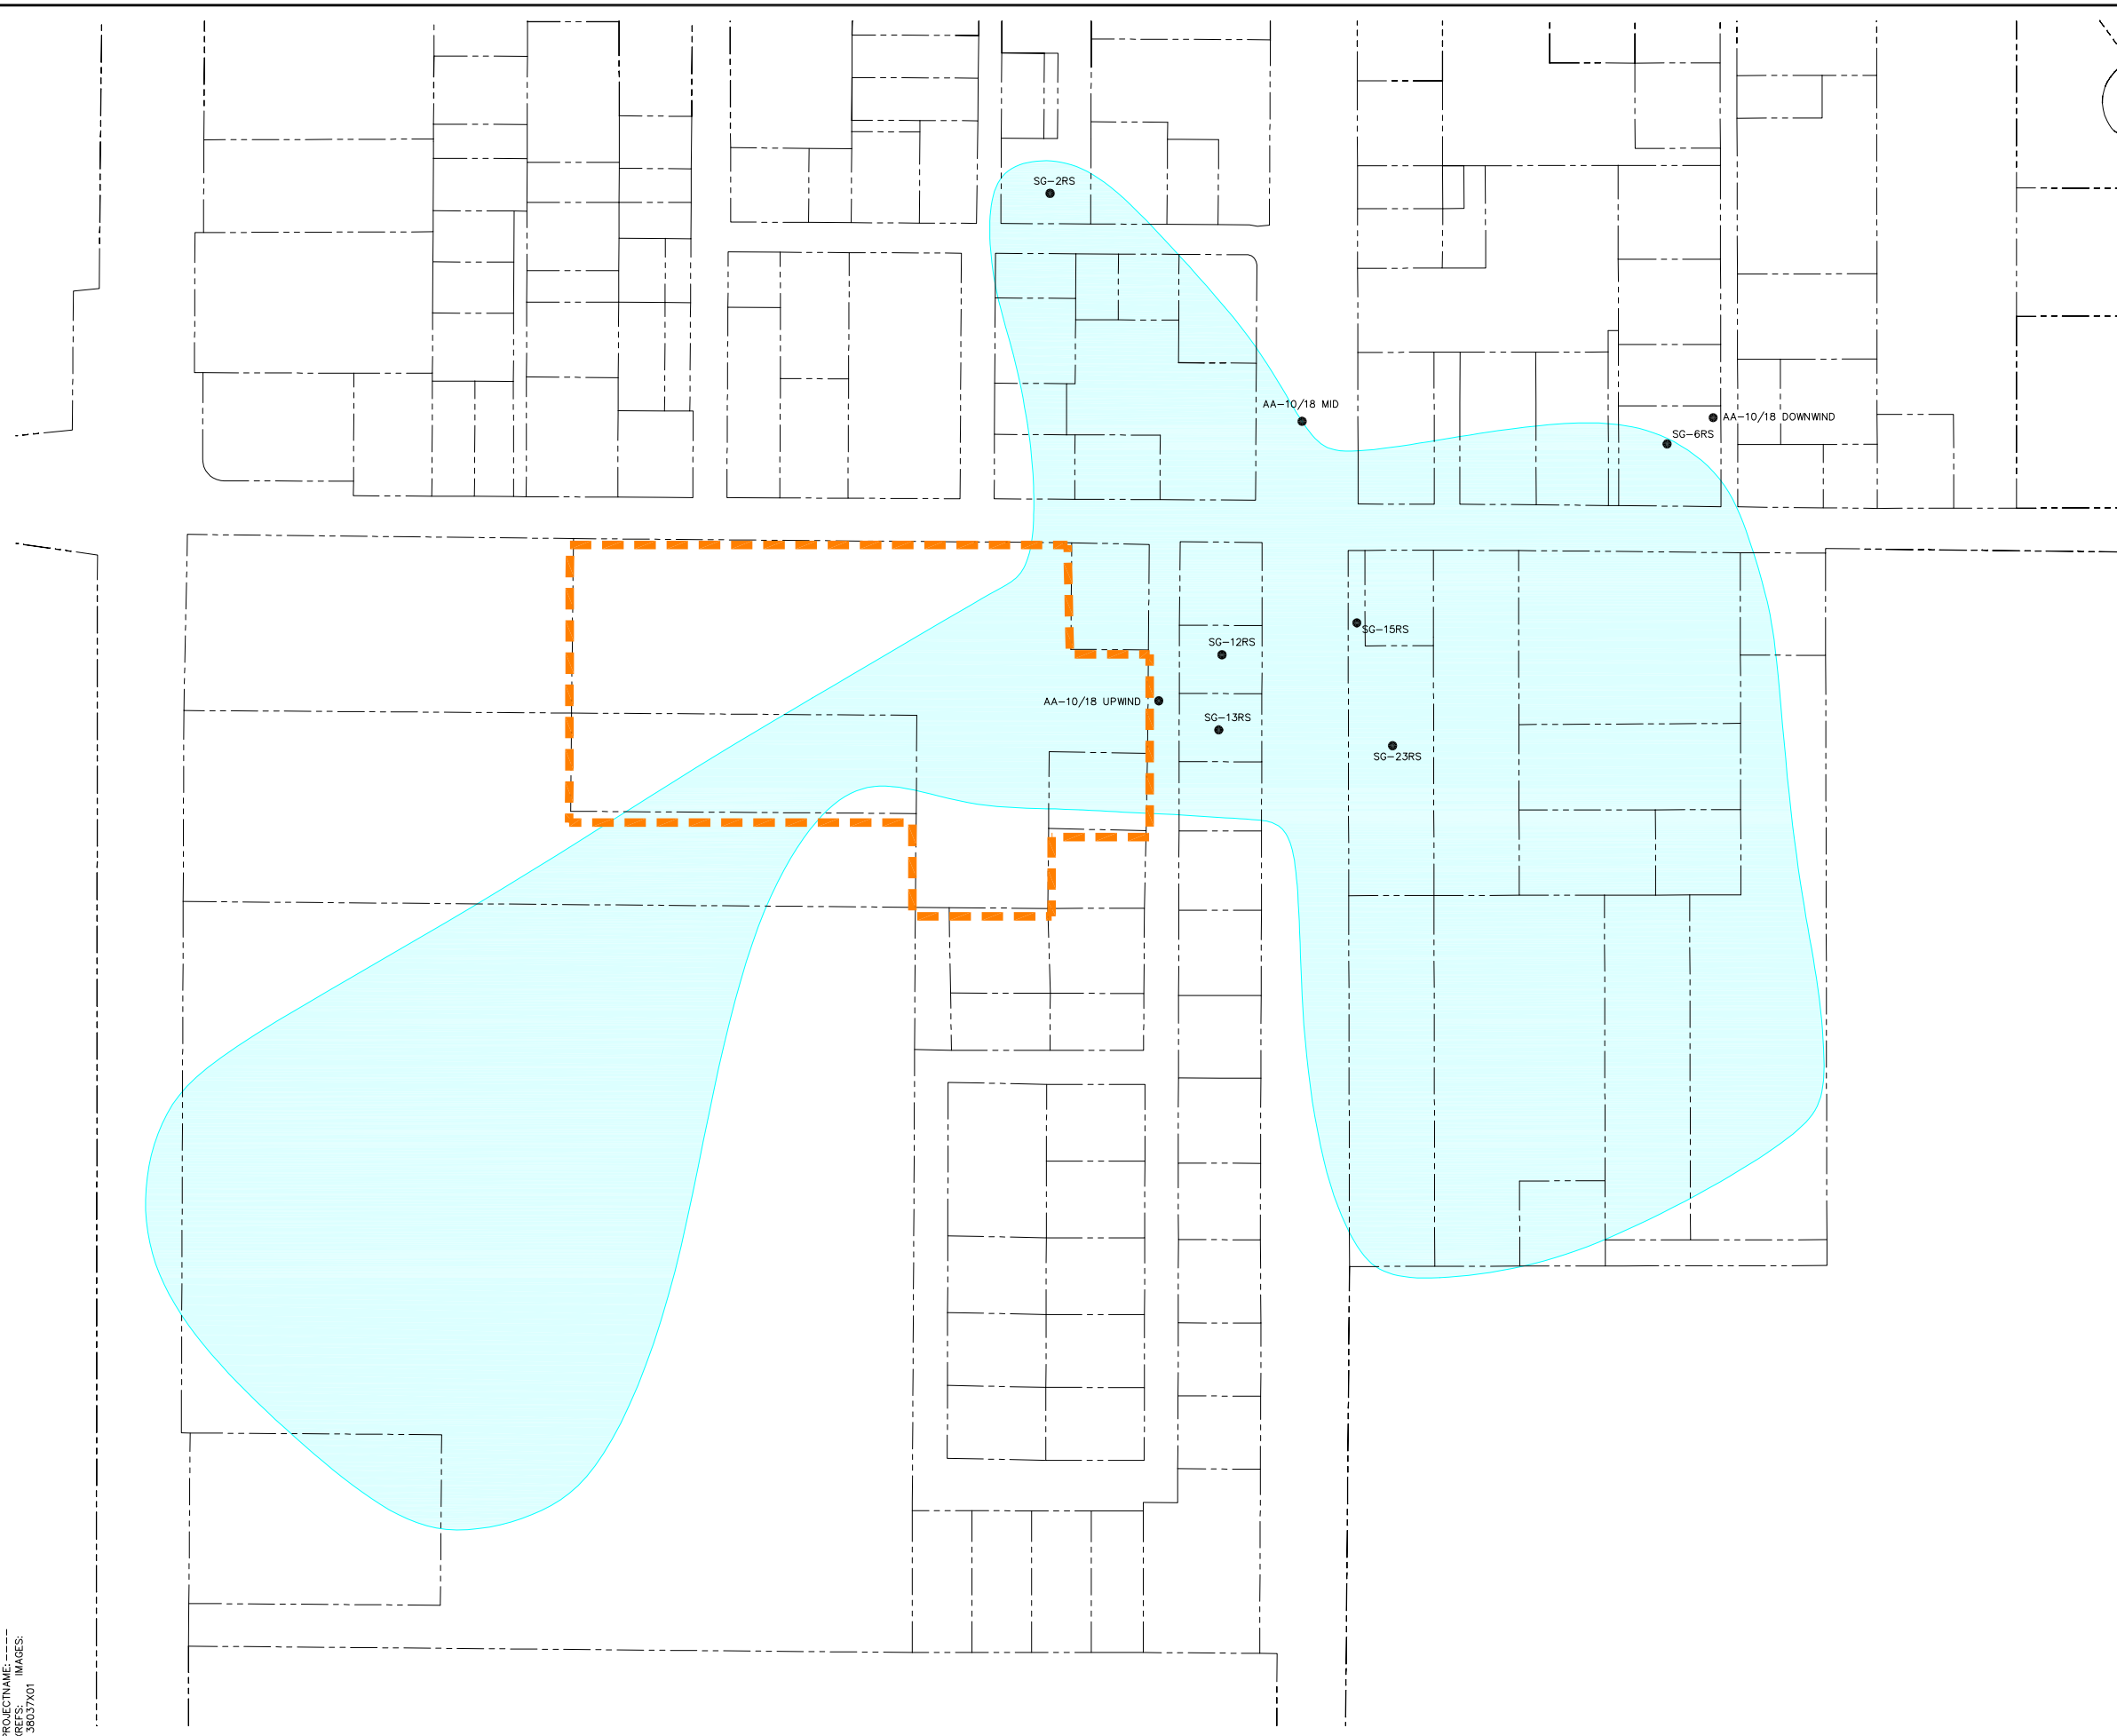 SG-2RS
AA-10/18 MID
AA-10/18 DOWNWIND
SG-6RS
SG-15RS
SG-12RS
AA-10/18 UPWIND
SG-13RS
SG-23RS
PROJECTNAME: ----
XREFS: IMAGES:
38037X01